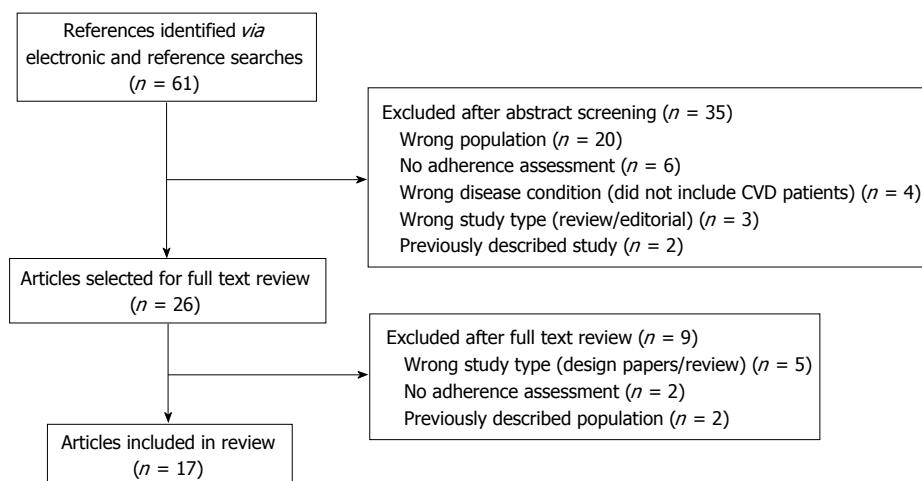 References identified via
electronic and reference searches
(n = 61)
Excluded after abstract screening (n = 35)
Wrong population (n = 20)
No adherence assessment (n = 6)
Wrong disease condition (did not include CVD patients) (n = 4)
Wrong study type (review/editorial) (n = 3)
Previously described study (n = 2)
Articles selected for full text review
(n = 26)
Excluded after full text review (n = 9)
Wrong study type (design papers/review) (n = 5)
No adherence assessment (n = 2)
Previously described population (n = 2)
Articles included in review
(n = 17)